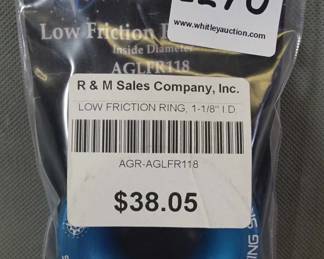 www.whitleyauction.com
Low Friction
Inside Diameter
AGLFR118
R & M Sales Company, Inc.
LOW FRICTION RING, 1-1/8" I.D
AGR-AGLFR118
$38.05